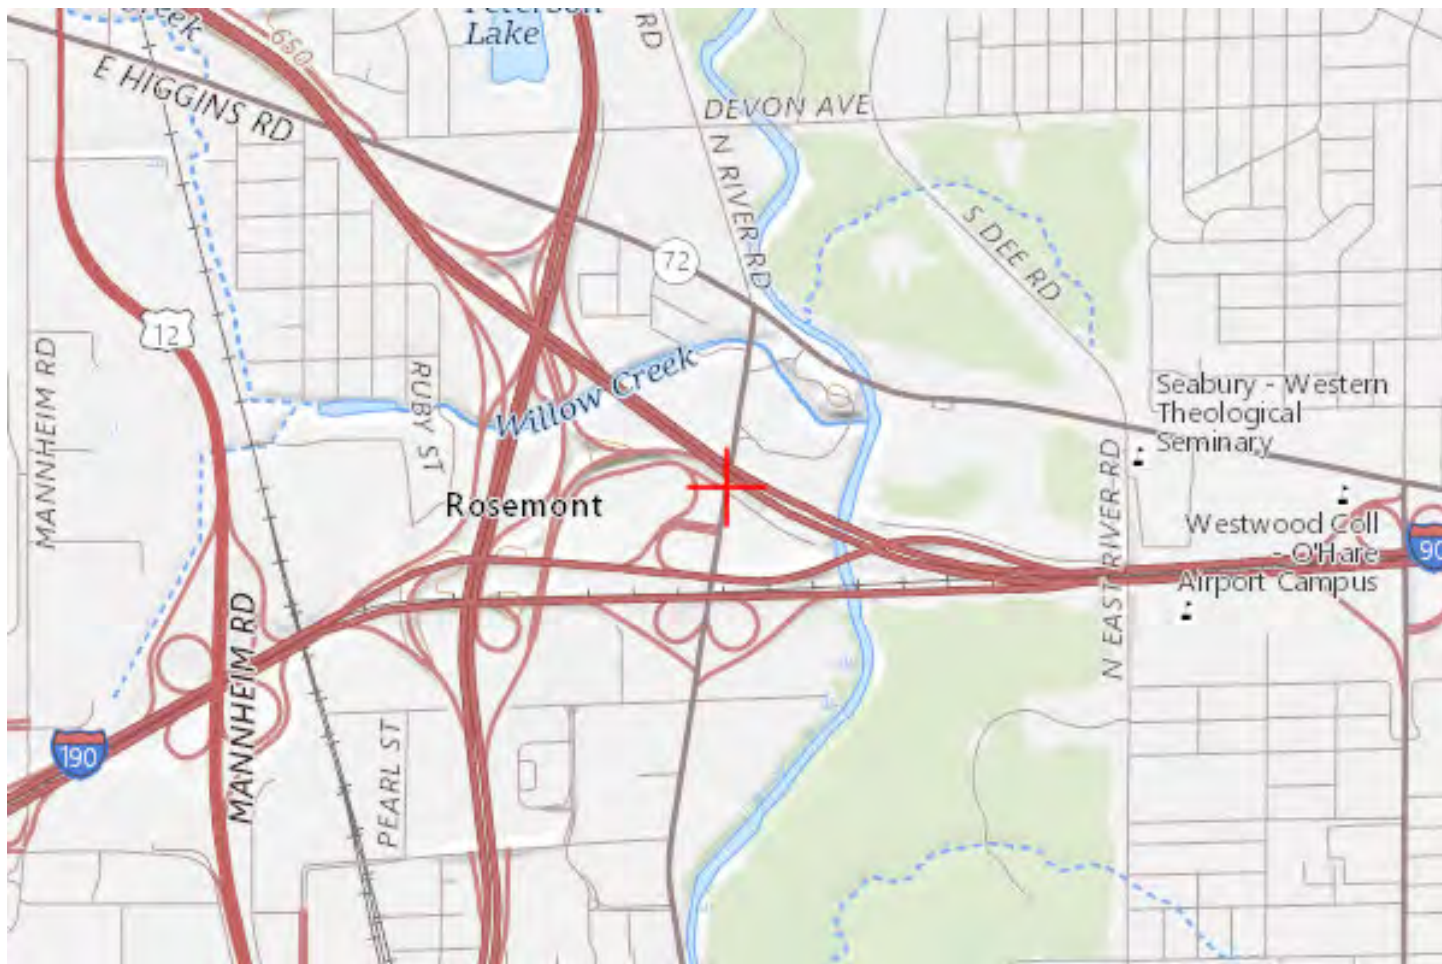 Creek
650
Peterson
Lake
RD
E HIGGINS RD
DEVON AVE
N RIVER RD
72
S DEE RD
12
MANNHEIM RD
RUBY ST
Willow Creek
Seabury - Western
Theological
Seminary
Rosemont
N EAST RIVER RD
Westwood Coll
- O'Hare
Airport Campus
90
MANNHEIM RD
190
PEARL ST